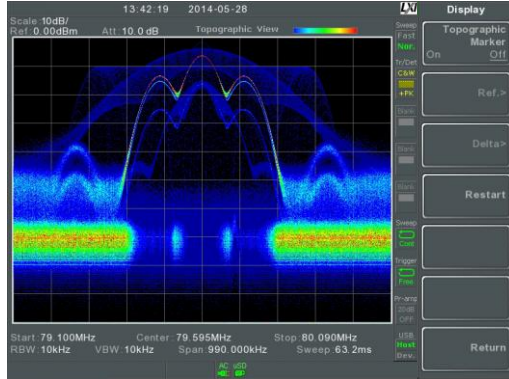 13:42:19 2014-05-28 LXI Display
Scale:10dB/
Ref:0.00dBm Att:10.0 dB Topographic View
Sweep
Fast
Nor.
Tr/Det
C&W
+PK
Blank
Blank
Blank
Sweep
Cont
Trigger
Free
Pr-amp
20dB
OFF
USB
Host
Dev.
Topographic
Marker
On Off
Ref.>
Delta>
Restart
Return
Start:79.100MHz Center:79.595MHz Stop:80.090MHz
RBW:10kHz VBW:10kHz Span:990.000kHz Sweep:63.2ms
AC uSD